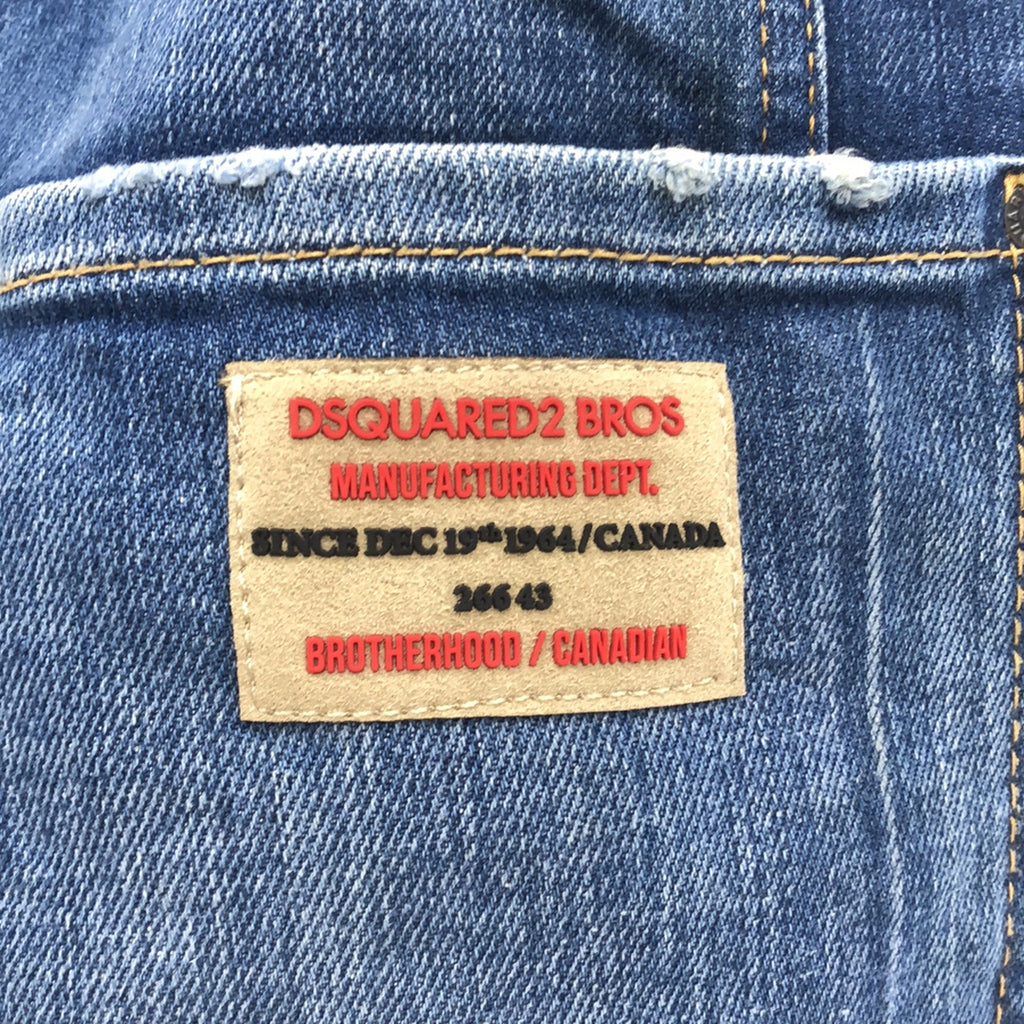 DSQUARED2 BROS
MANUFACTURING DEPT.
SINCE DEC 19th 1964/CANADA
266 43
BROTHERHOOD / CANADIAN